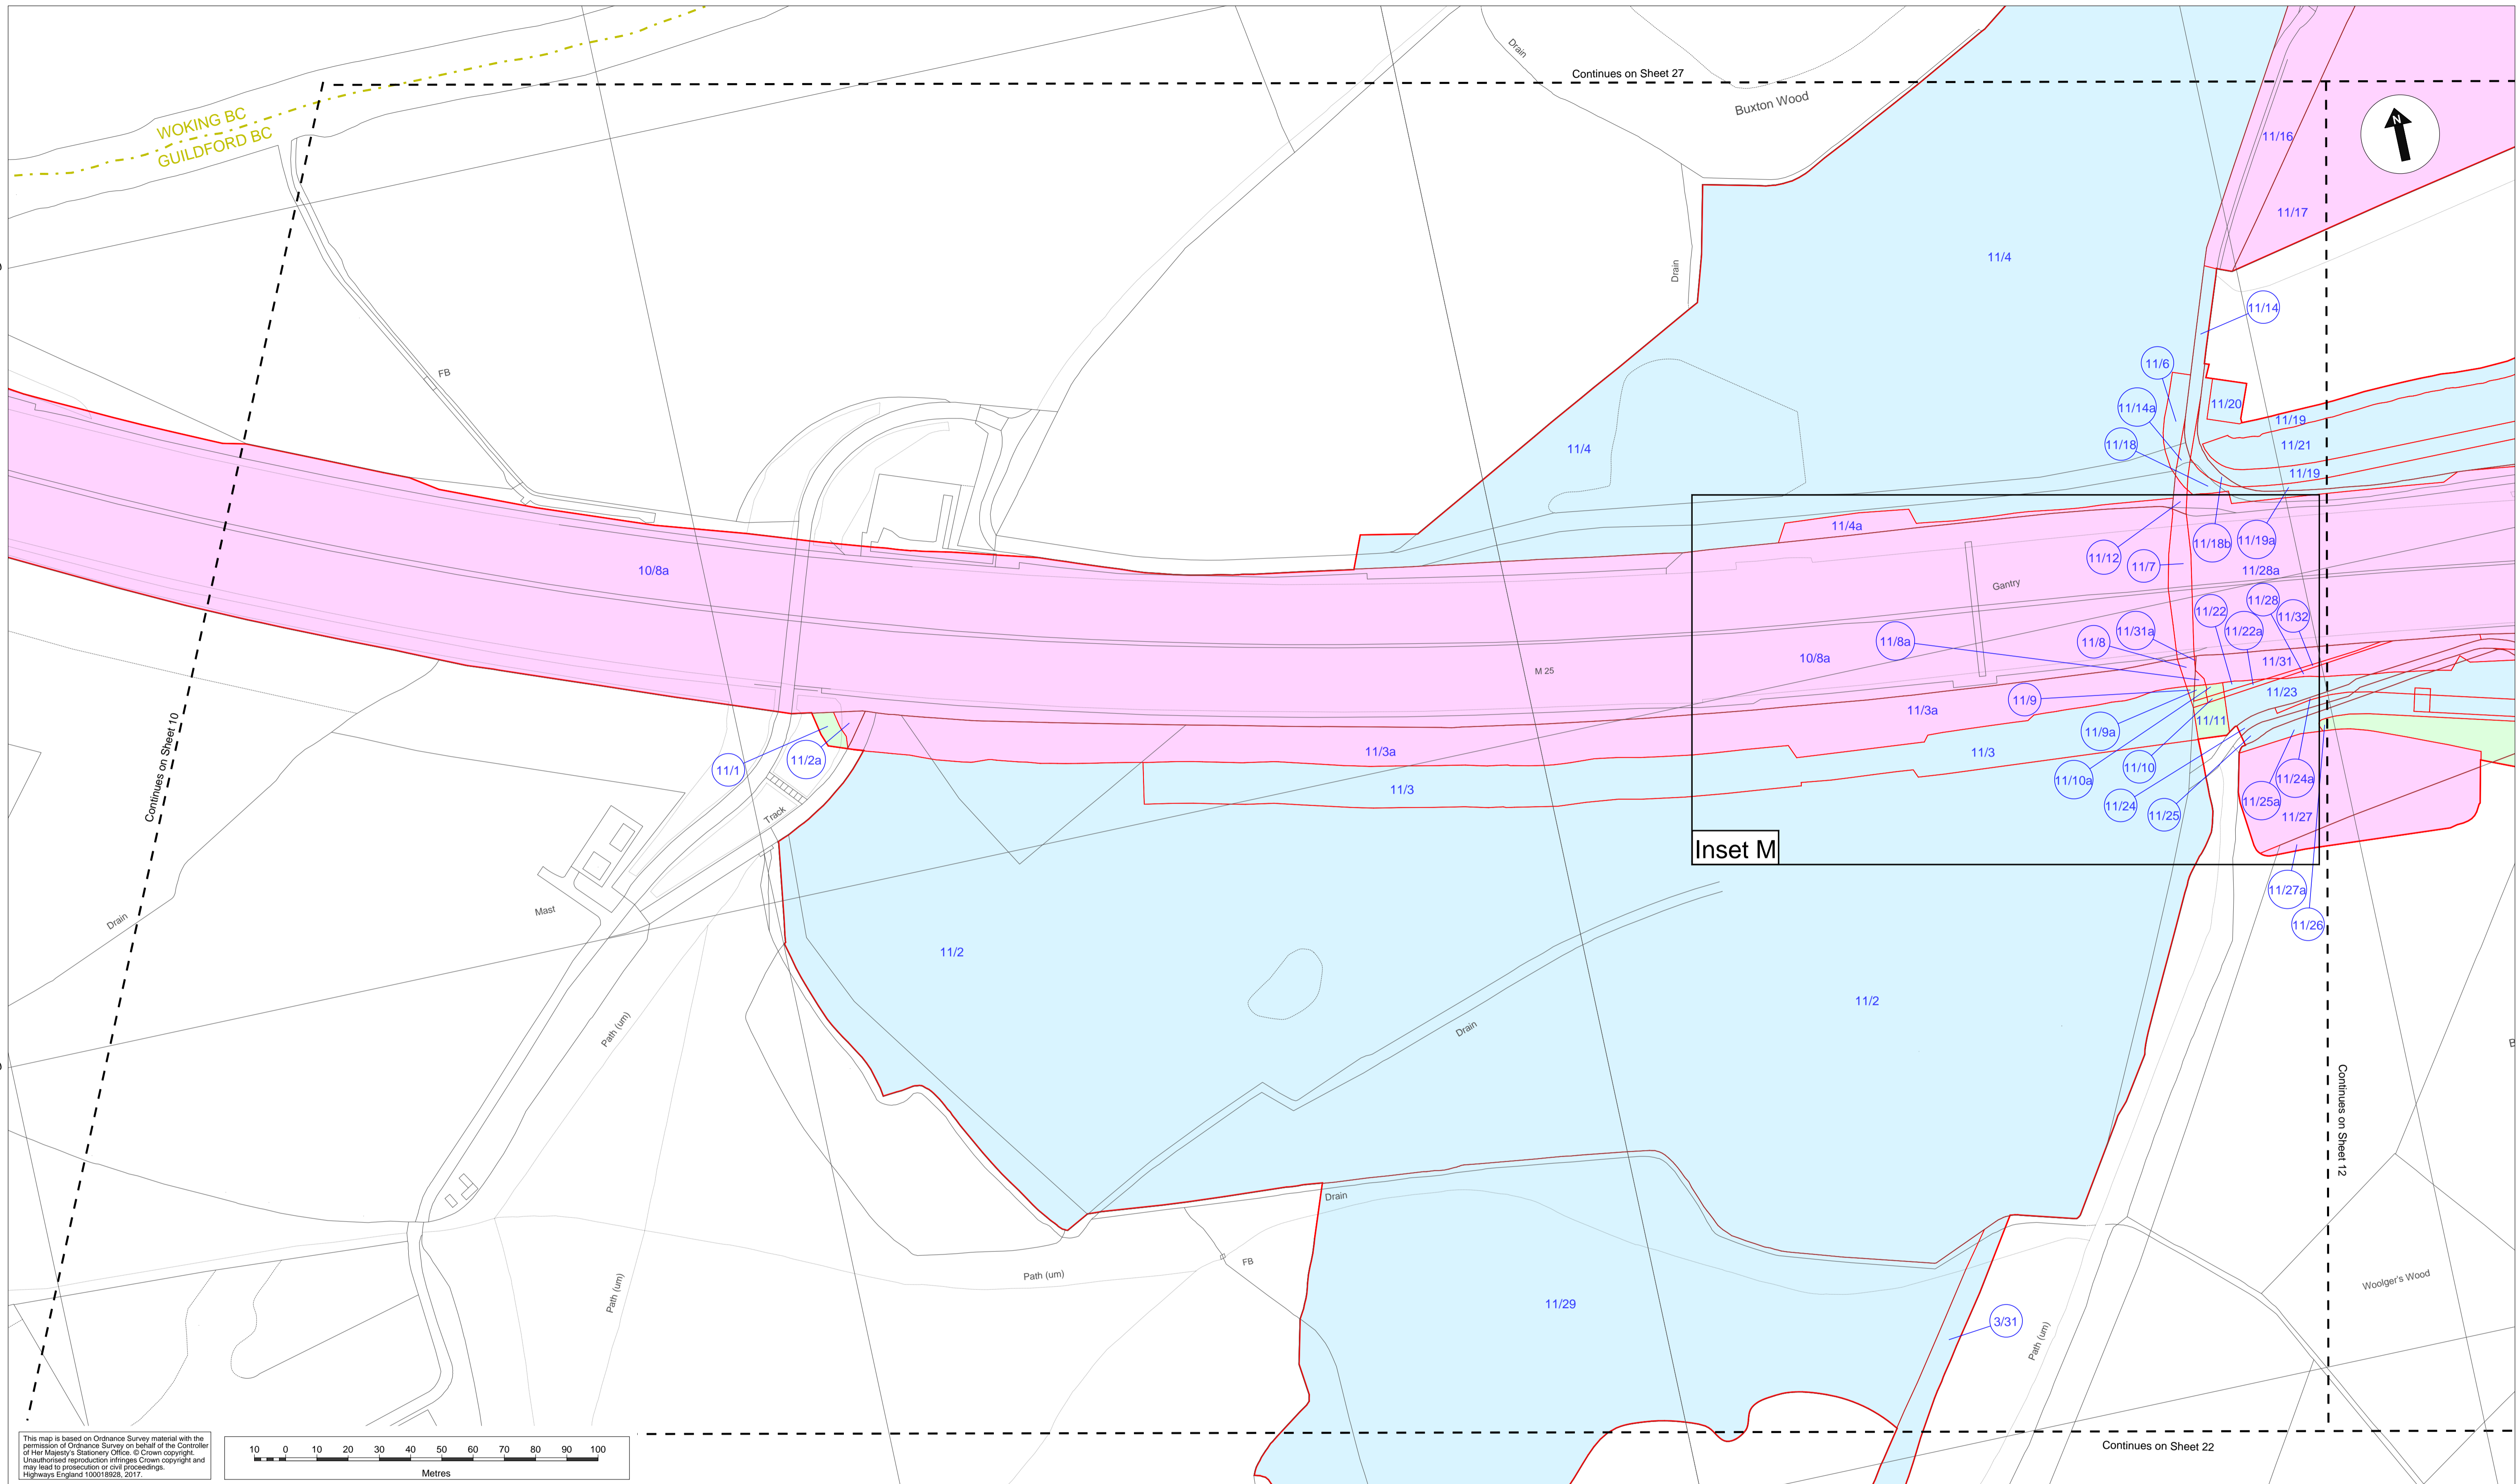 Continues on Sheet 27
Drain
Buxton Wood
WOKING BC
GUILDFORD BC
N
11/16
11/17
11/4
Drain
11/14
11/6
FB
11/20
11/14a
11/19
11/18
11/21
11/4
11/19
11/4a
11/18b
11/19a
11/12
11/7
10/8a
11/28a
Gantry
11/28
11/22
11/32
11/31a
11/22a
11/8a
11/8
10/8a
11/31
M 25
11/23
11/9
11/3a
11/11
11/9a
11/3a
11/3
11/2a
11/1
11/10
11/10a
11/24a
11/3
11/25a
11/24
11/25
11/27
Track
Continues on Sheet 10
Inset M
11/27a
Mast
Drain
11/26
11/2
11/2
Path (um)
Drain
B
Continues on Sheet 12
Drain
FB
Path (um)
Path (um)
Woolger's Wood
11/29
3/31
Path (um)
Continues on Sheet 22
This map is based on Ordnance Survey material with the
permission of Ordnance Survey on behalf of the Controller
of Her Majesty's Stationery Office. © Crown copyright.
Unauthorised reproduction infringes Crown copyright and
may lead to prosecution or civil proceedings.
Highways England 100018928, 2017.
10 0 10 20 30 40 50 60 70 80 90 100
Metres